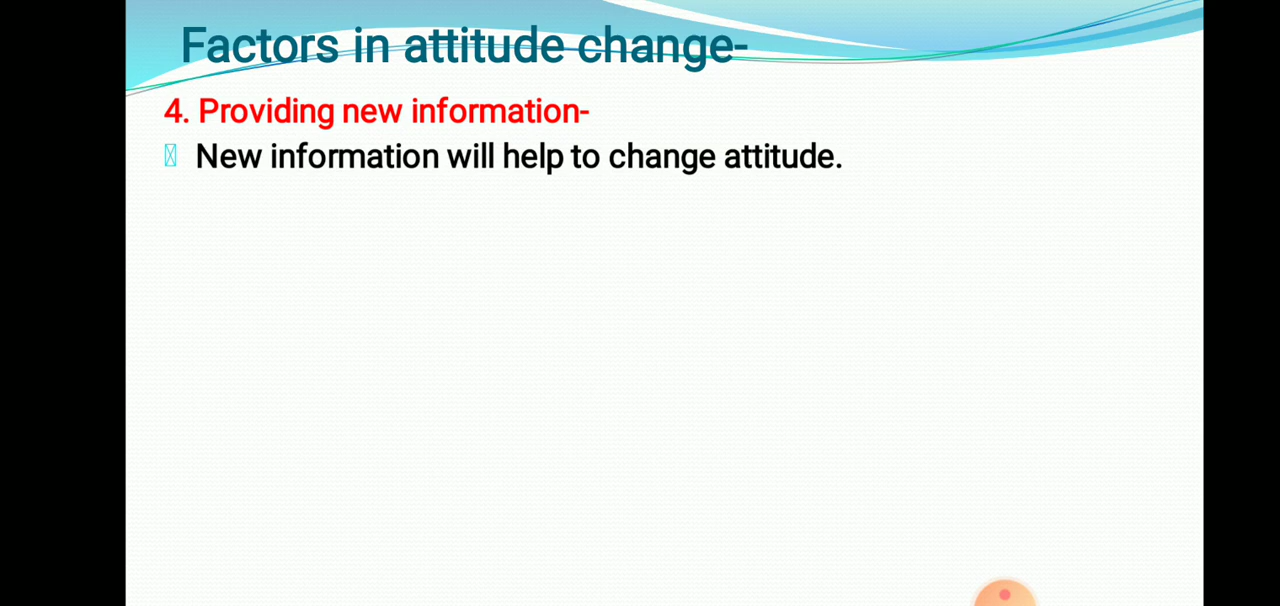 Factors in attitude change-
4. Providing new information-
New information will help to change attitude.